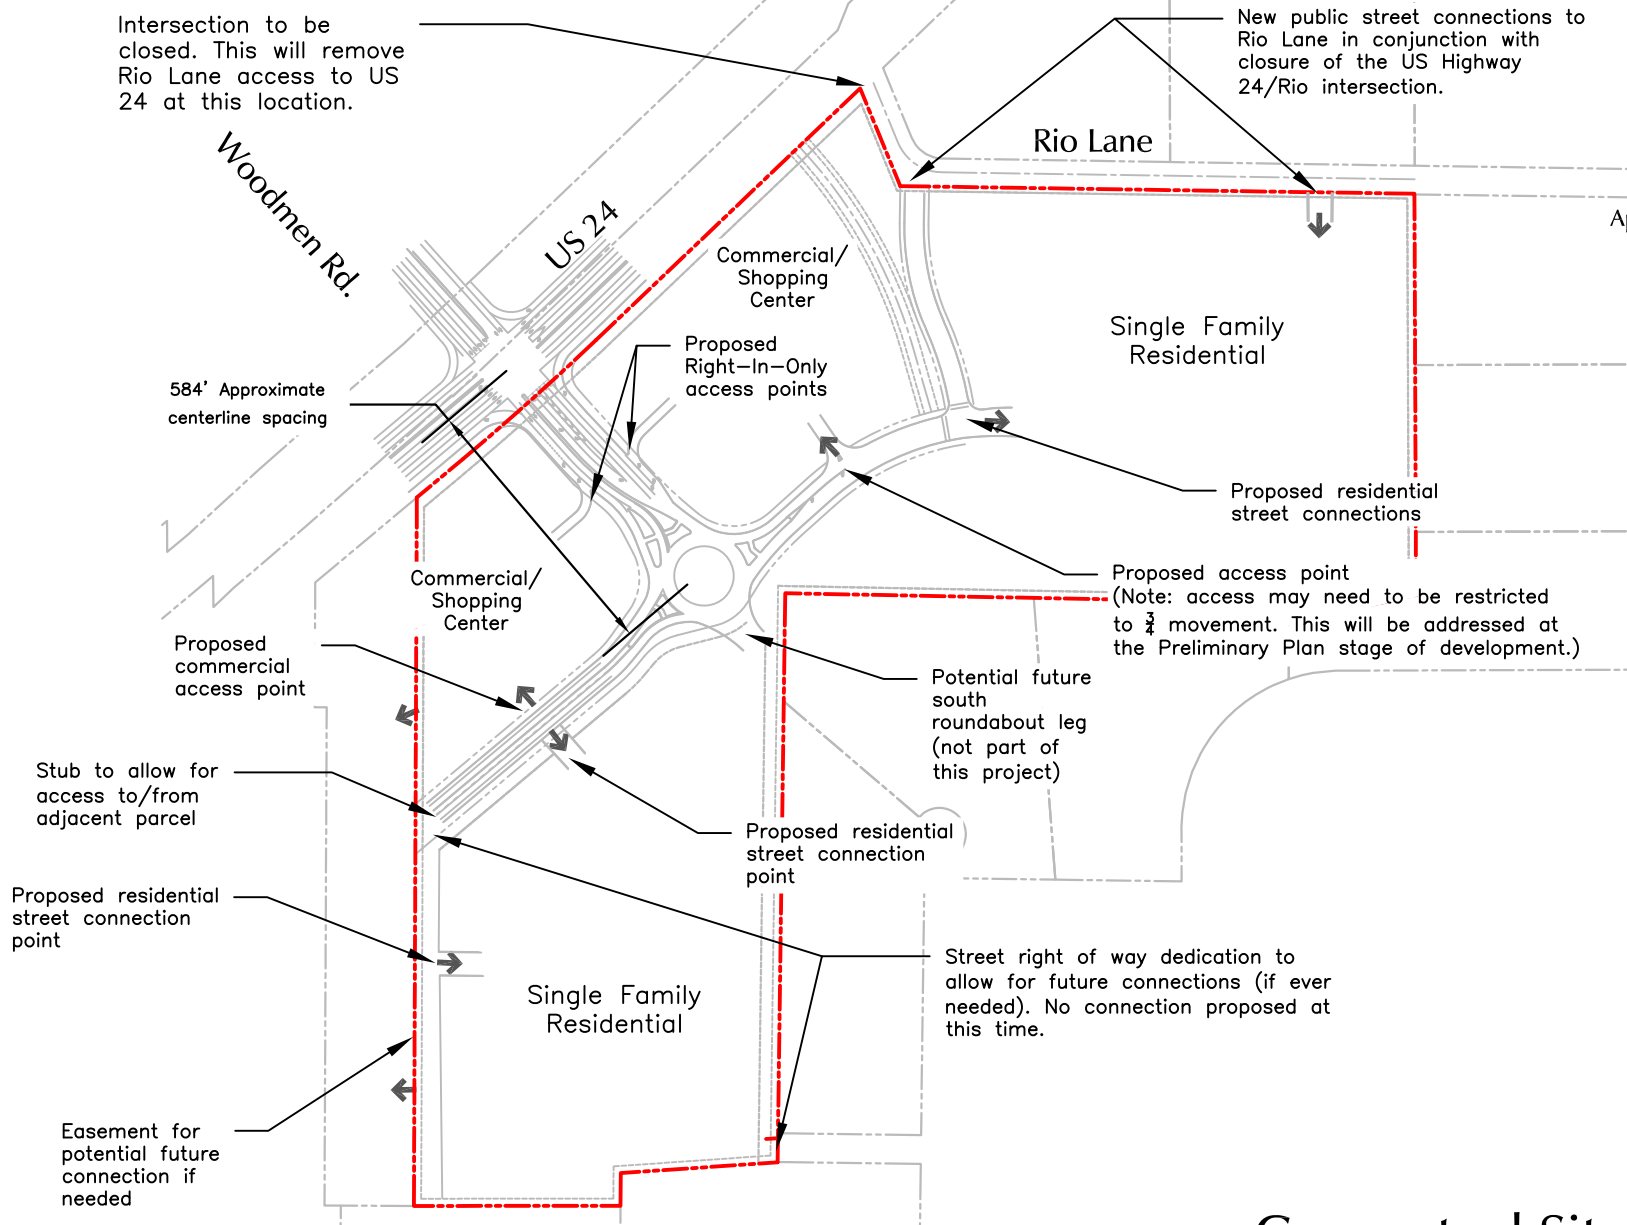 Intersection to be
closed. This will remove
Rio Lane access to US
24 at this location.
New public street connections to
Rio Lane in conjunction with
closure of the US Highway
24/Rio intersection.
Woodmen Rd.
US 24
Rio Lane
Commercial/
Shopping
Center
Single Family
Residential
Proposed
Right-In-Only
access points
584' Approximate
centerline spacing
Proposed residential
street connections
Commercial/
Shopping
Center
Proposed access point
(Note: access may need to be restricted
to 3/4 movement. This will be addressed at
the Preliminary Plan stage of development.)
Proposed
commercial
access point
Potential future
south
roundabout leg
(not part of
this project)
Stub to allow for
access to/from
adjacent parcel
Proposed residential
street connection
point
Proposed residential
street connection
point
Street right of way dedication to
allow for future connections (if ever
needed). No connection proposed at
this time.
Single Family
Residential
Easement for
potential future
connection if
needed